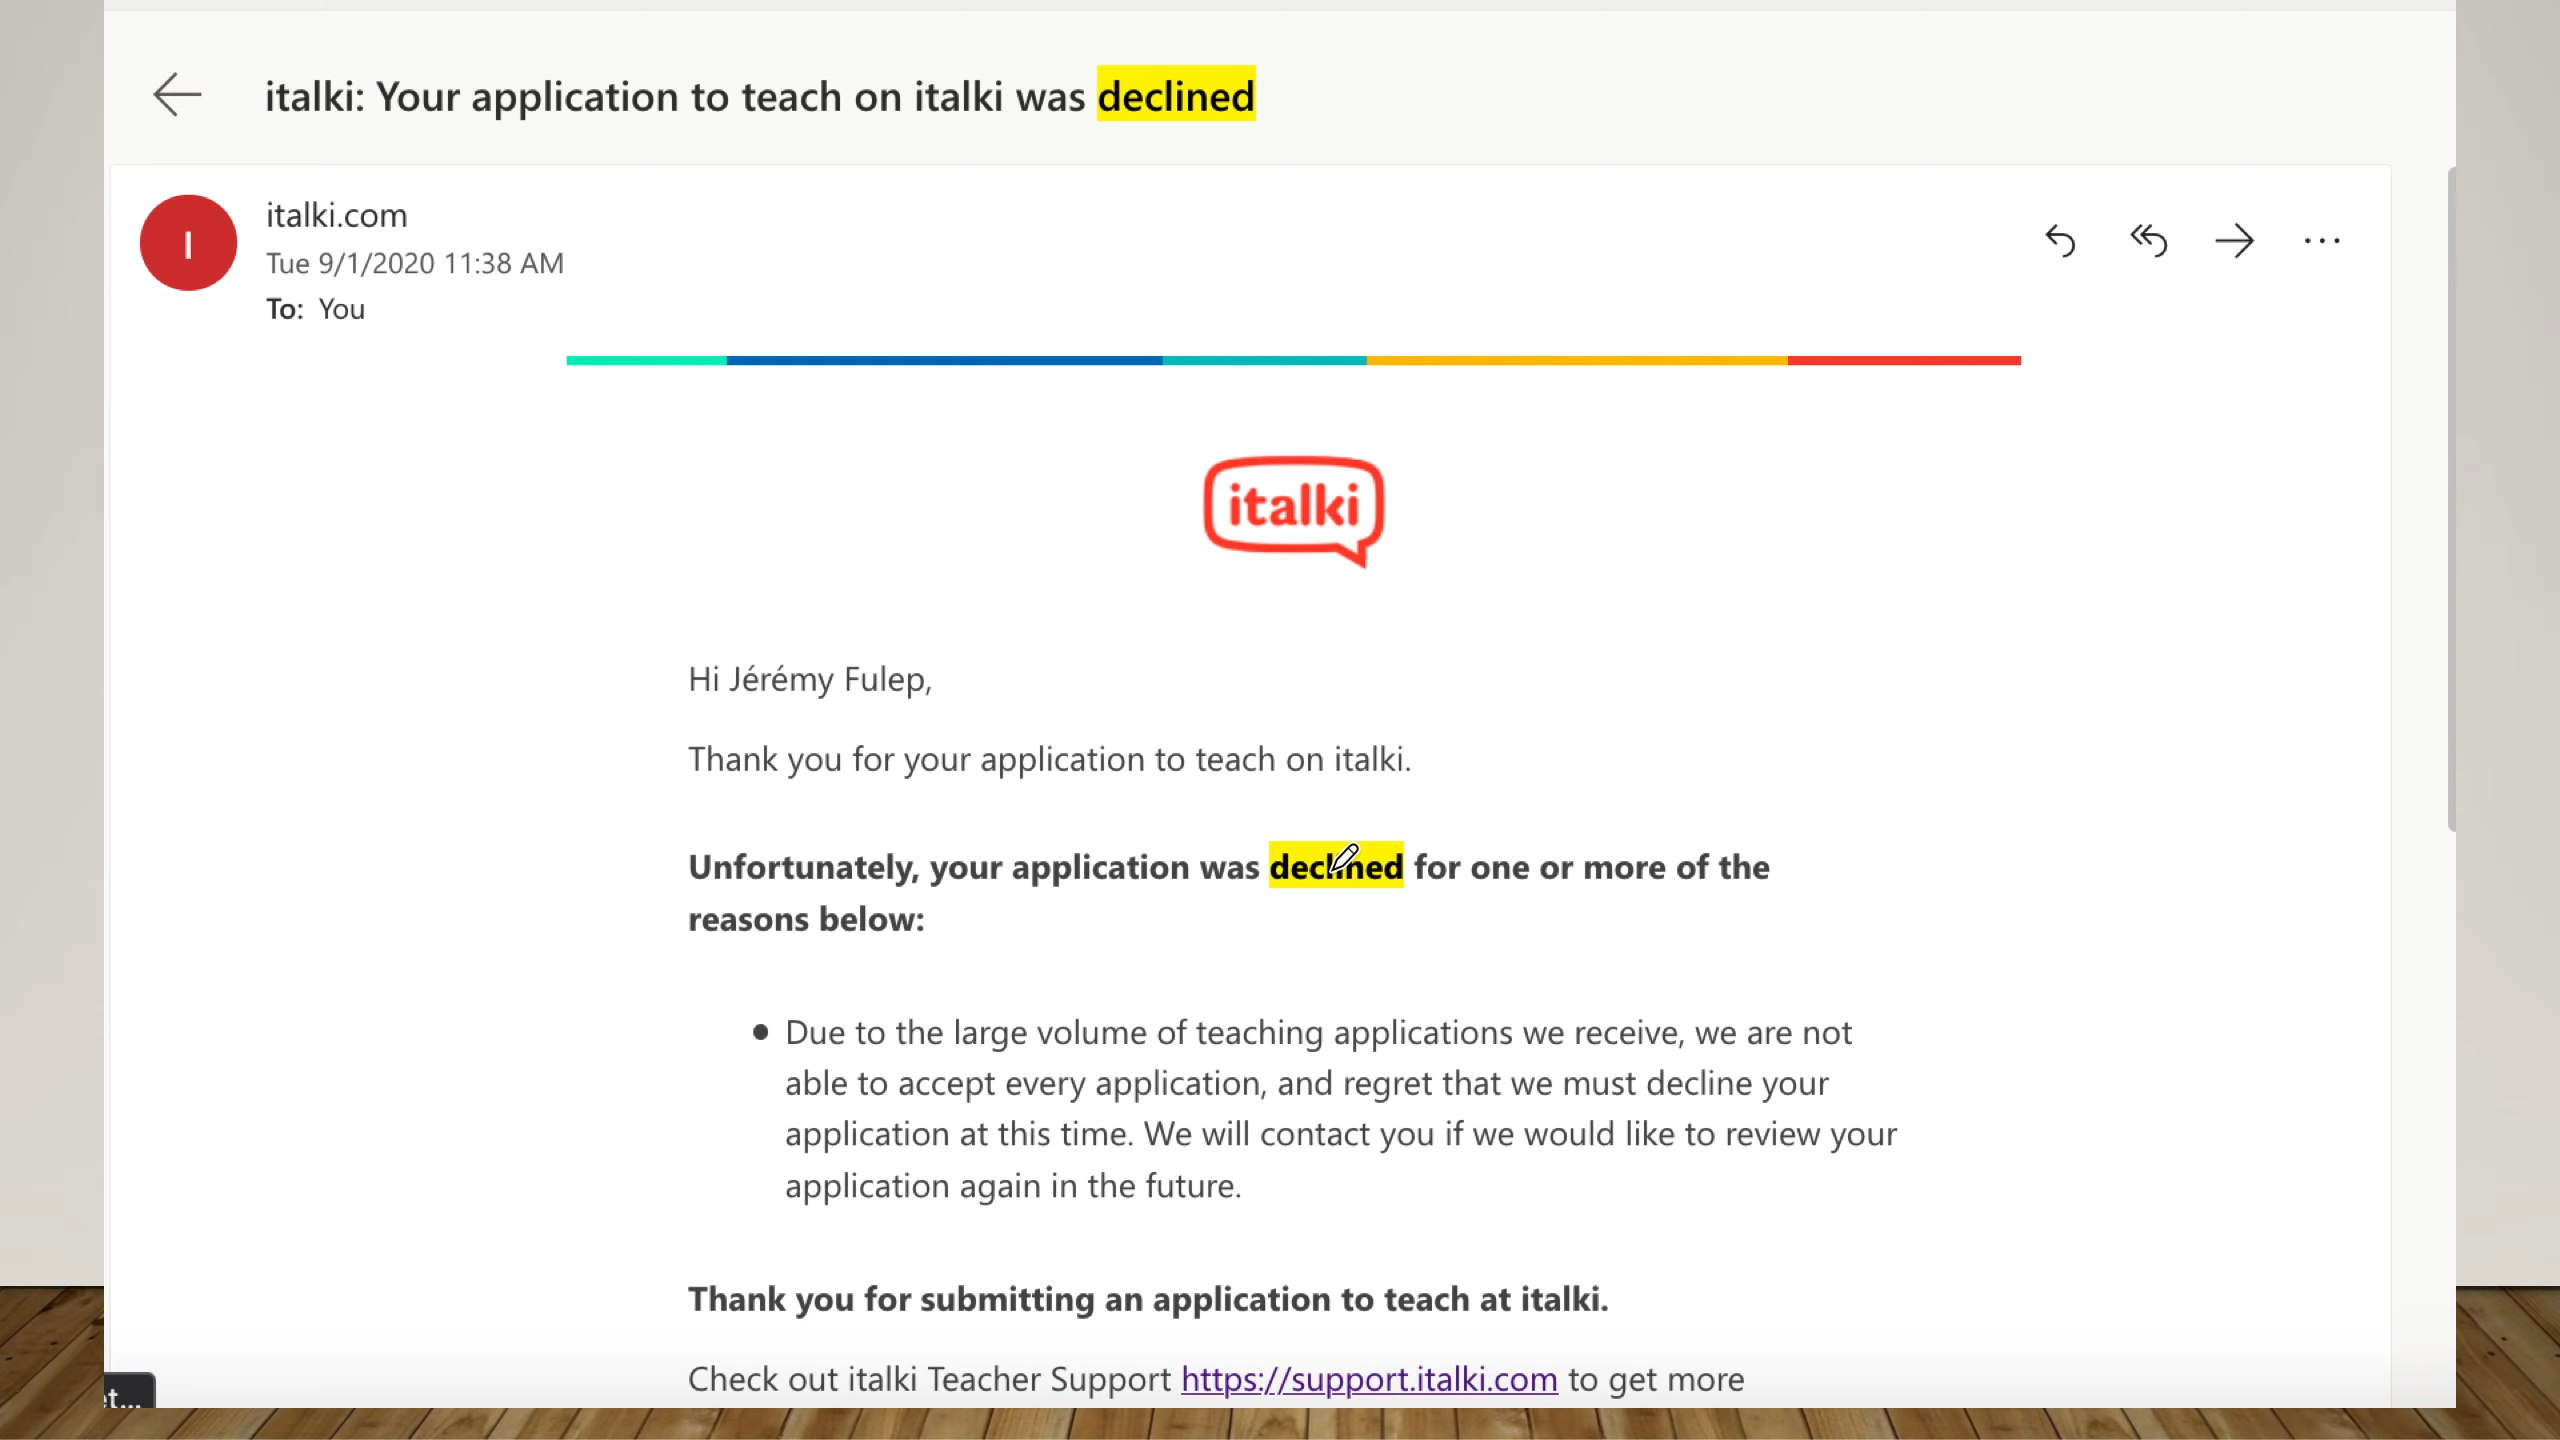 italki: Your application to teach on italki was declined
I
italki.com
Tue 9/1/2020 11:38 AM
To: You
italki
Hi Jérémy Fulep,
Thank you for your application to teach on italki.
Unfortunately, your application was declined for one or more of the
reasons below:
● Due to the large volume of teaching applications we receive, we are not
able to accept every application, and regret that we must decline your
application at this time. We will contact you if we would like to review your
application again in the future.
Thank you for submitting an application to teach at italki.
Check out italki Teacher Support https://support.italki.com to get more